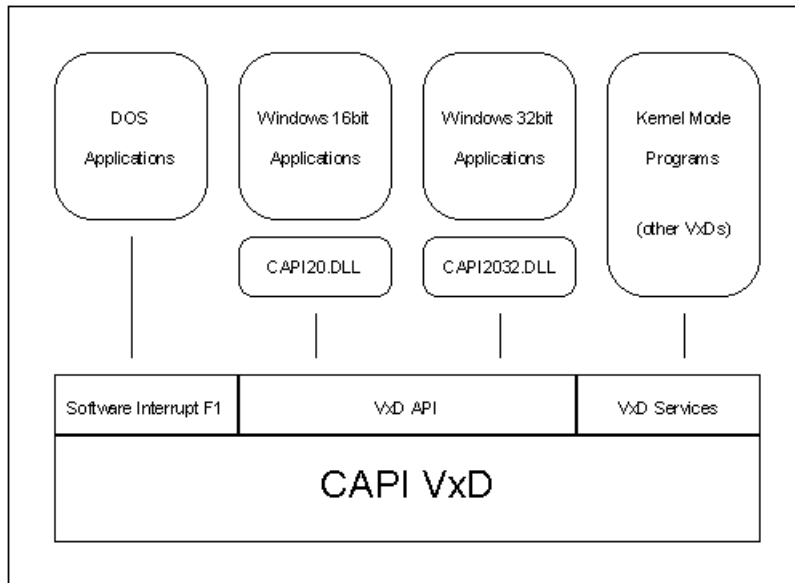 DOS
Applications
Windows 16bit
Applications
Windows 32bit
Applications
Kernel Mode
Programs
(other VxDs)
CAPI20.DLL
CAPI2032.DLL
Software Interrupt F1
VxD API
VxD Services
CAPI VxD